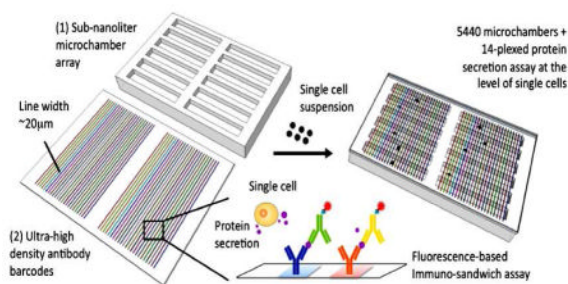 (1) Sub-nanoliter
microchamber
array
5440 microchambers +
14-plexed protein
secretion assay at the
level of single cells
Single cell
suspension
Line width
~20μm
Single cell
Protein
secretion
(2) Ultra-high
density antibody
barcodes
Fluorescence-based
Immuno-sandwich assay